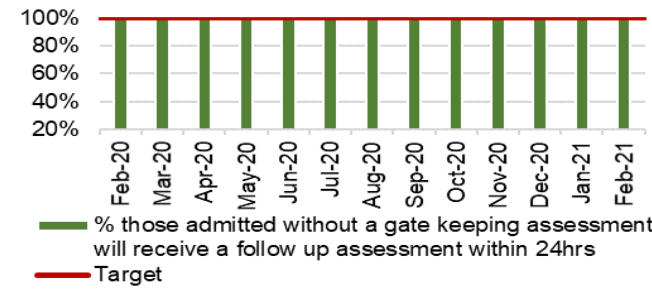 100%
80%
60%
40%
20%
Feb-20
Mar-20
Apr-20
May-20
Jun-20
Jul-20
Aug-20
Sep-20
Oct-20
Nov-20
Dec-20
Jan-21
Feb-21
% those admitted without a gate keeping assessment
will receive a follow up assessment within 24hrs
Target